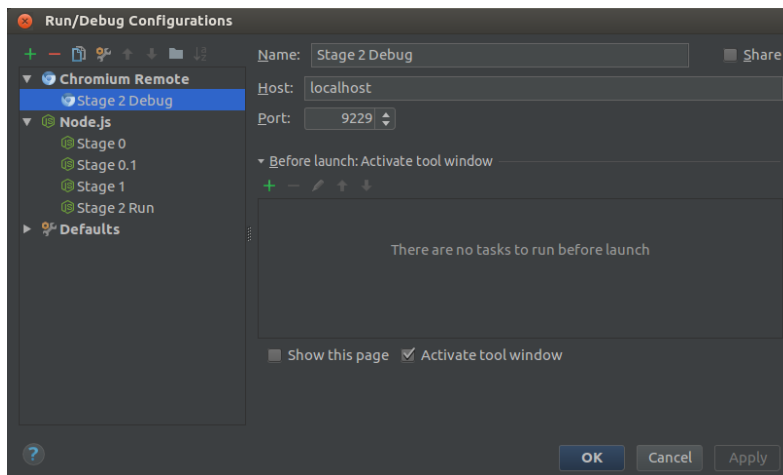 Run/Debug Configurations
Name: Stage 2 Debug
Share
Chromium Remote
Host: localhost
Stage 2 Debug
Port: 9229
Node.js
Stage 0
Stage 0.1
Before launch: Activate tool window
Stage 1
Stage 2 Run
Defaults
There are no tasks to run before launch
Show this page
Activate tool window
?
OK
Cancel
Apply